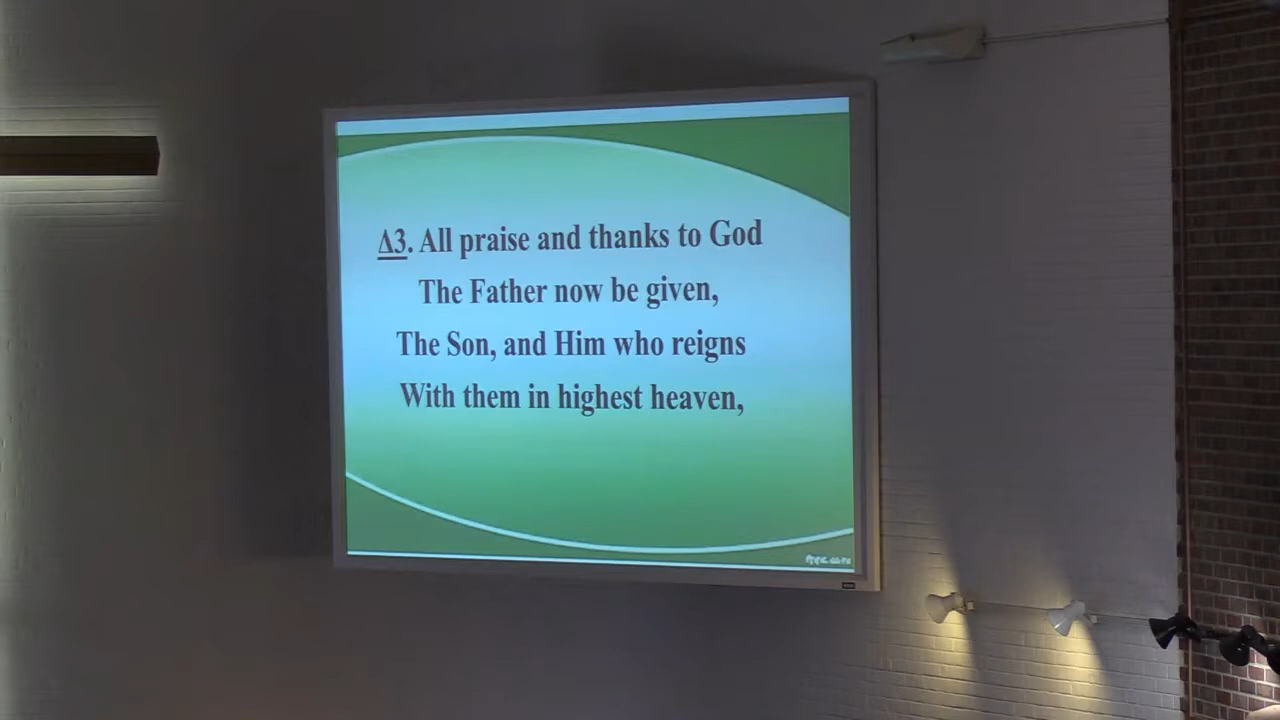 Δ3. All praise and thanks to God
The Father now be given,
The Son, and Him who reigns
With them in highest heaven,